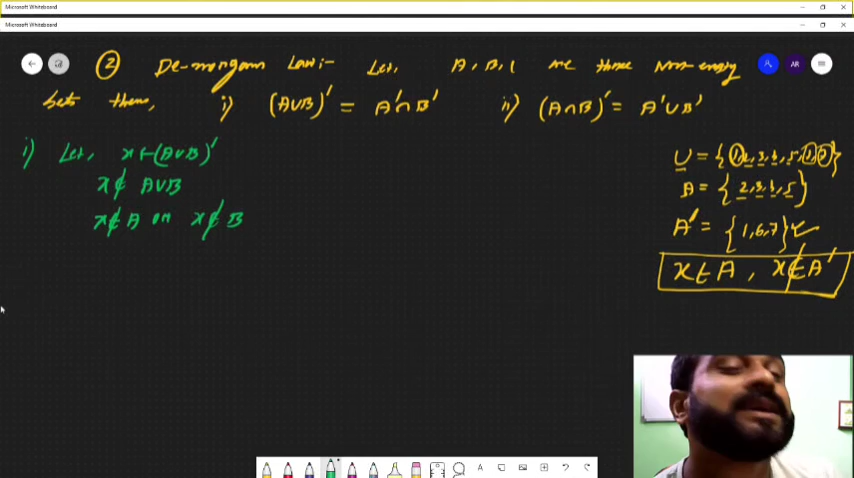 Microsoft Whiteboard
Microsoft Whiteboard
② De-morgan Law:- Let, A, B, C are three Non-empty
sets then, i) (A∪B)' = A'∩B' ii) (A∩B)' = A'∪B'
AR
i) Let, x∈(A∪B)'
x∉ A∪B
x∉A or x∉B
U = {1, 2, 3, 4, 5, 6, 7}
A = {2, 3, 4, 5}
A' = {1, 6, 7}
x∈A, x∉A'
A